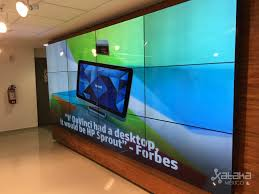 "If DaVinci had a desktop,
it would be HP Sprout" - Forbes
xataka
MÉXICO